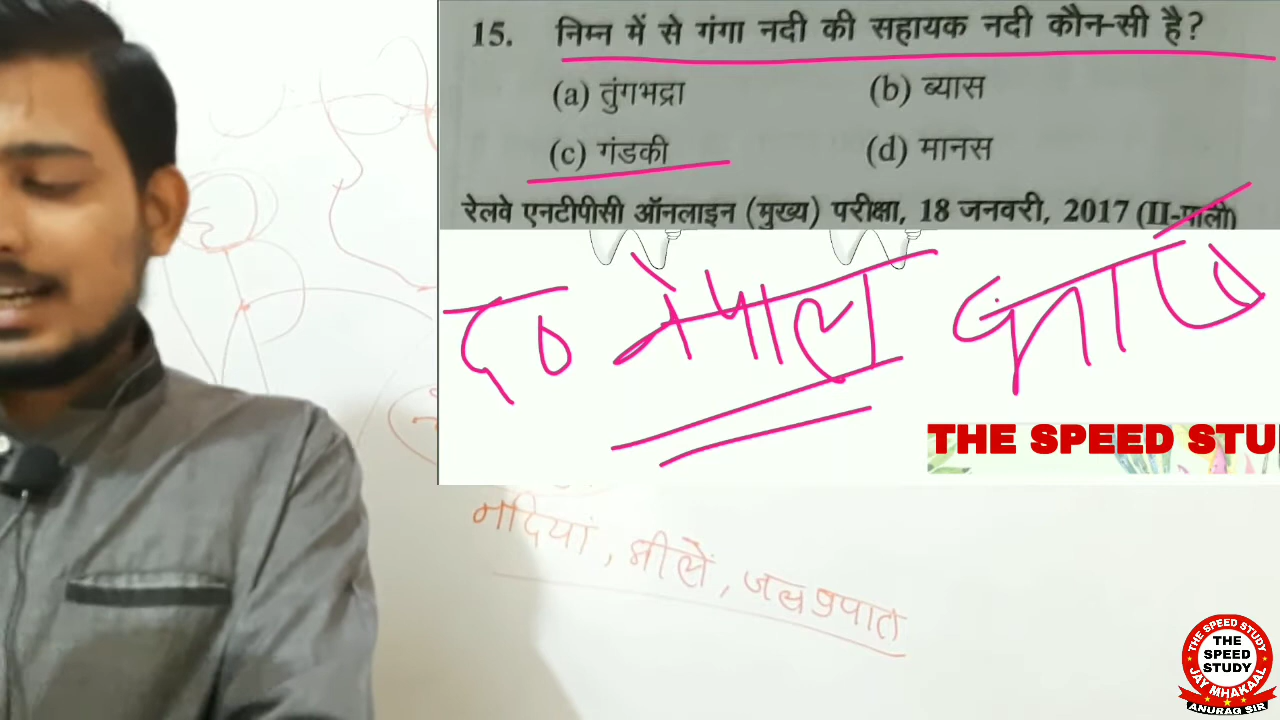 15. निम्न में से गंगा नदी की सहायक नदी कौन-सी है?
(a) तुंगभद्रा (b) ब्यास
(c) गंडकी (d) मानस
रेलवे एनटीपीसी ऑनलाइन (मुख्य) परीक्षा, 18 जनवरी, 2017 (II-पाली)
नेपाल
THE SPEED STU
नदियां, झीलें, जलप्रपात
THE SPEED STUDY
THE
SPEED
STUDY
JAY MHAKAAL
ANURAG SIR